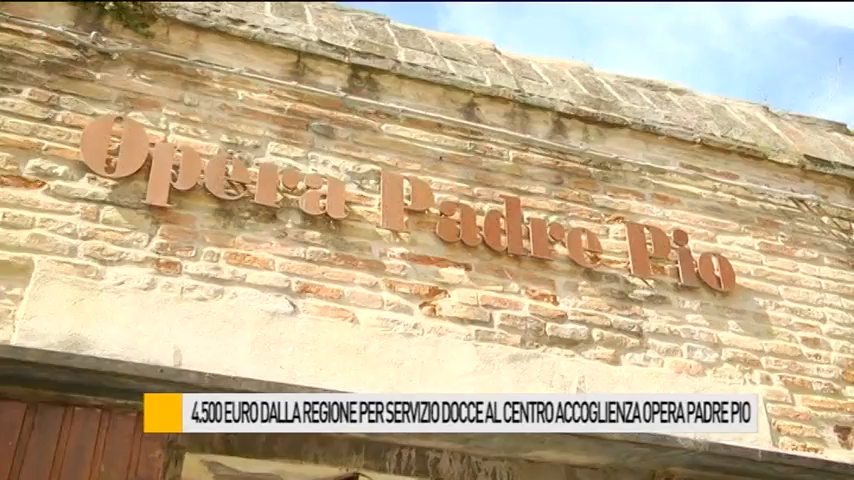 Opera Padre Pio
4.500 EURO DALLA REGIONE PER SERVIZIO DOCCE AL CENTRO ACCOGLIENZA OPERA PADRE PIO